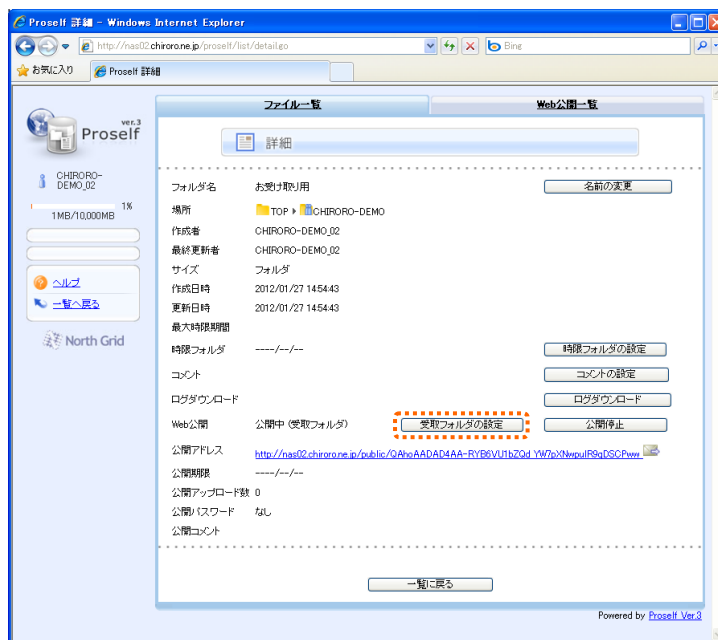 Proself 詳細 - Windows Internet Explorer
http://nas02.chiroro.ne.jp/proself/list/detail.go
Bing
お気に入り
Proself 詳細
ver.3
Proself
CHIRORO-
DEMO_02
1%
1MB/10,000MB
ヘルプ
一覧へ戻る
North Grid
ファイル一覧
Web公開一覧
詳細
フォルダ名 お受け取り用 名前の変更
場所 TOP CHIRORO-DEMO
作成者 CHIRORO-DEMO_02
最終更新者 CHIRORO-DEMO_02
サイズ フォルダ
作成日時 2012/01/27 14:54:43
更新日時 2012/01/27 14:54:43
最大時限期間
時限フォルダ ----/--/-- 時限フォルダの設定
コメント コメントの設定
ログダウンロード ログダウンロード
Web公開 公開中 (受取フォルダ) 受取フォルダの設定 公開停止
公開アドレス http://nas02.chiroro.ne.jp/public/QAhoAADAD4AA-RYB6VU1bZQd_YW7pXNwpulR9qDSCPww
公開期限 ----/--/--
公開アップロード数 0
公開パスワード なし
公開コメント
一覧に戻る
Powered by Proself Ver.3